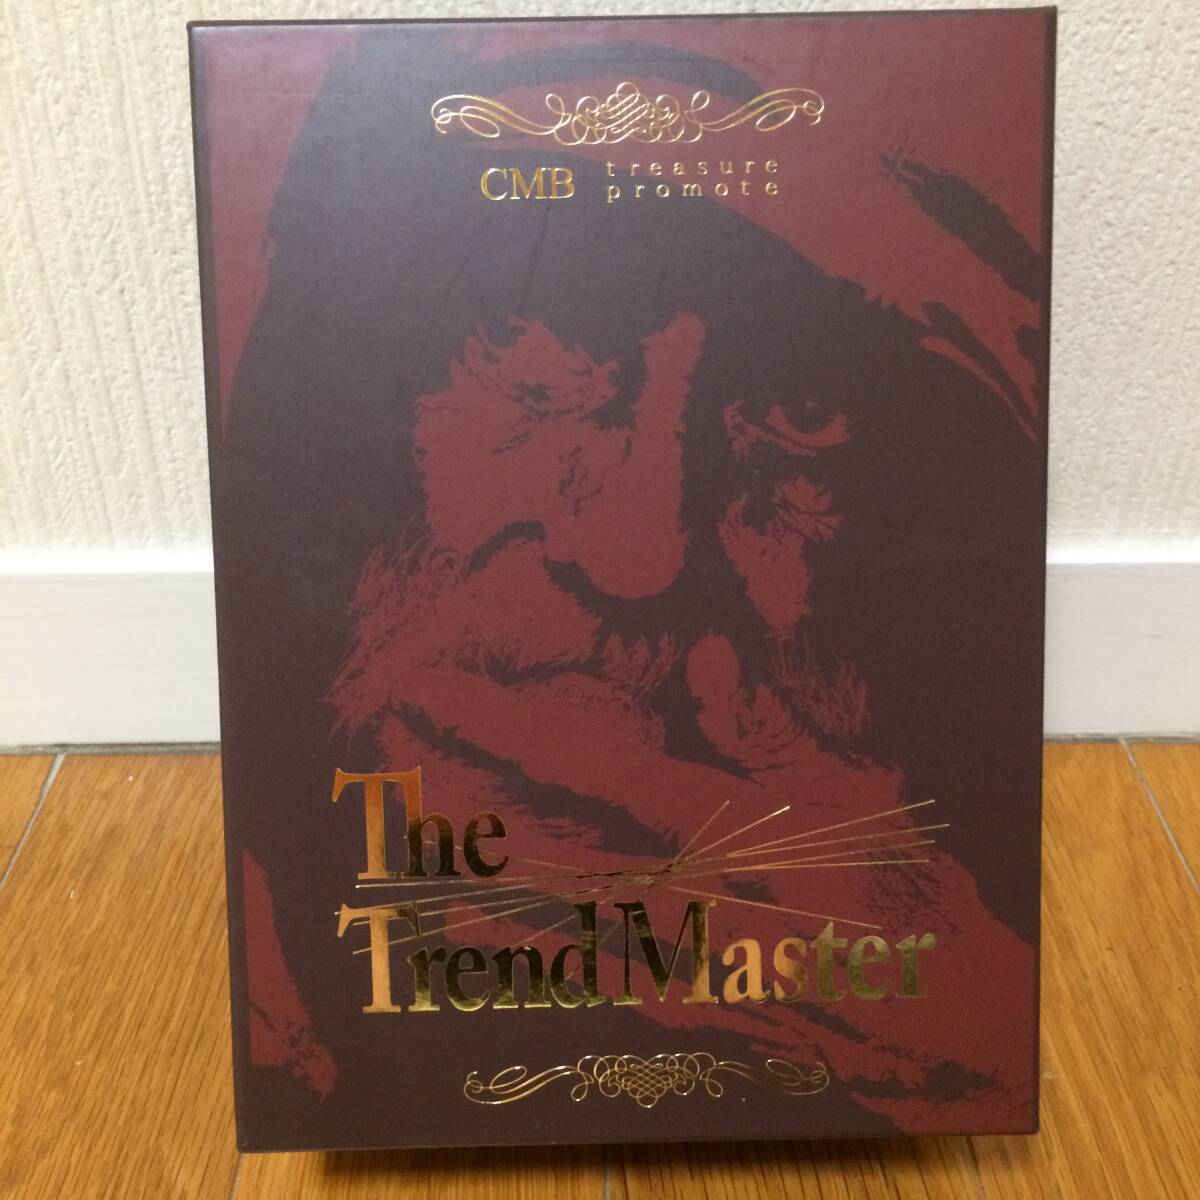 CMB treasure
promote
The
TrendMaster